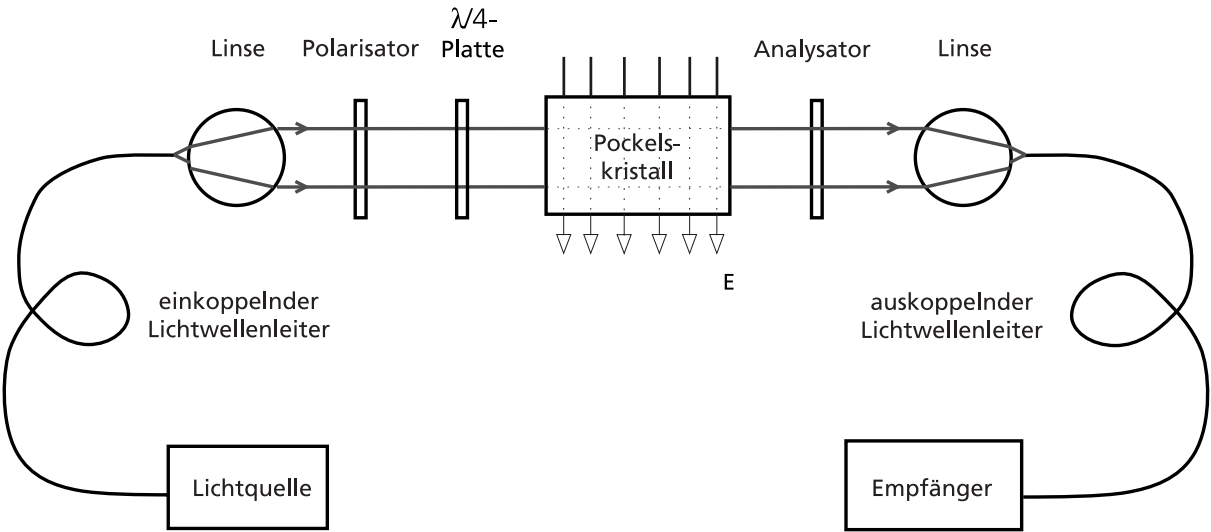 Linse
Polarisator
λ/4-
Platte
Analysator
Linse
Pockels-
kristall
E
einkoppelnder
Lichtwellenleiter
auskoppelnder
Lichtwellenleiter
Lichtquelle
Empfänger